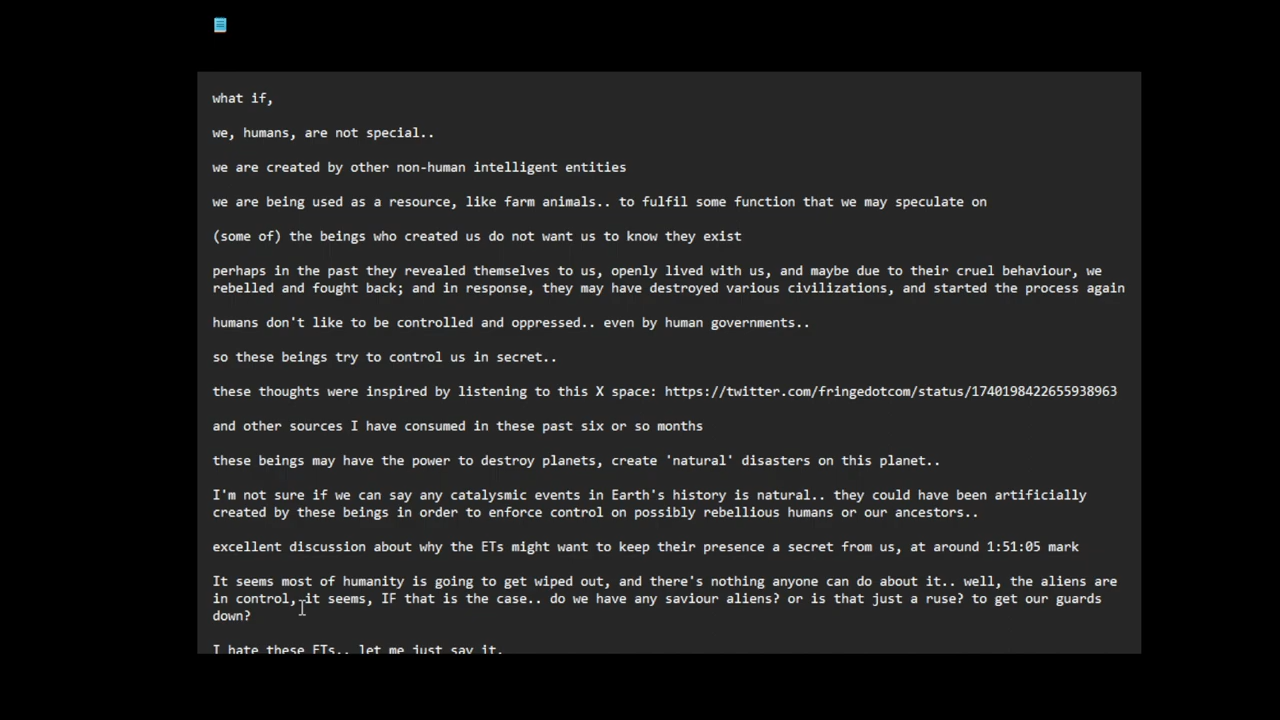 what if,
we, humans, are not special..
we are created by other non-human intelligent entities
we are being used as a resource, like farm animals.. to fulfil some function that we may speculate on
(some of) the beings who created us do not want us to know they exist
perhaps in the past they revealed themselves to us, openly lived with us, and maybe due to their cruel behaviour, we
rebelled and fought back; and in response, they may have destroyed various civilizations, and started the process again
humans don't like to be controlled and oppressed.. even by human governments..
so these beings try to control us in secret..
these thoughts were inspired by listening to this X space: https://twitter.com/fringedotcom/status/1740198422655938963
and other sources I have consumed in these past six or so months
these beings may have the power to destroy planets, create 'natural' disasters on this planet..
I'm not sure if we can say any catalysmic events in Earth's history is natural.. they could have been artificially
created by these beings in order to enforce control on possibly rebellious humans or our ancestors..
excellent discussion about why the ETs might want to keep their presence a secret from us, at around 1:51:05 mark
It seems most of humanity is going to get wiped out, and there's nothing anyone can do about it.. well, the aliens are
in control, it seems, IF that is the case.. do we have any saviour aliens? or is that just a ruse? to get our guards
down?
I hate these ETs.. let me just say it.